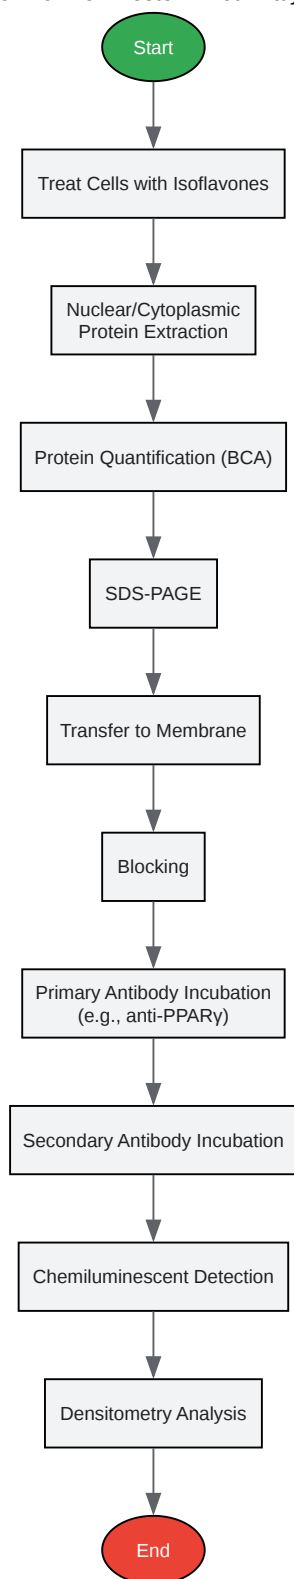 Start
Treat Cells with Isoflavones
Nuclear/Cytoplasmic
Protein Extraction
Protein Quantification (BCA)
SDS-PAGE
Transfer to Membrane
Blocking
Primary Antibody Incubation
(e.g., anti-PPARγ)
Secondary Antibody Incubation
Chemiluminescent Detection
Densitometry Analysis
End